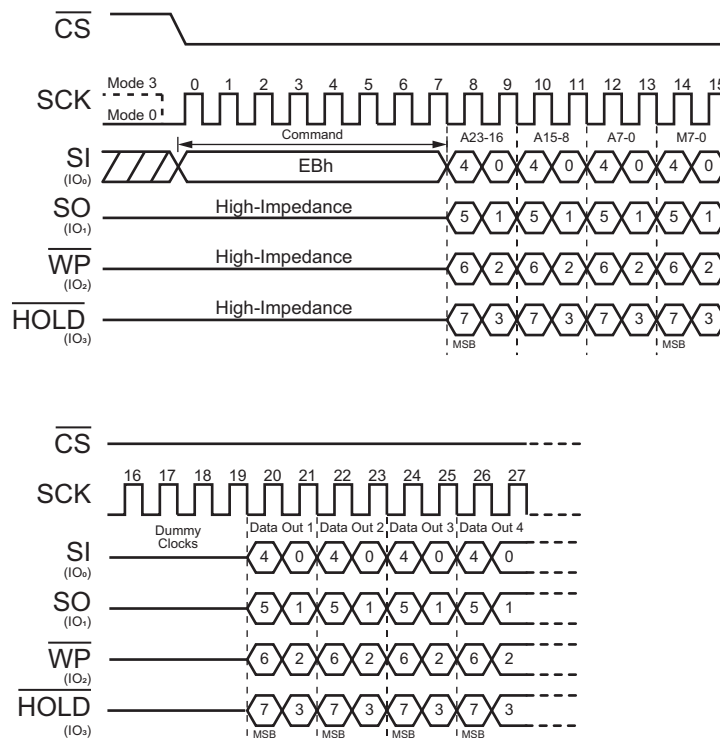 CS
Mode 3
SCK
Mode 0
0 1 2 3 4 5 6 7 8 9 10 11 12 13 14 15
Command
A23-16 A15-8 A7-0 M7-0
SI
(IO₀)
EBh
4 0 4 0 4 0 4 0
SO
(IO₁)
High-Impedance
5 1 5 1 5 1 5 1
WP
(IO₂)
High-Impedance
6 2 6 2 6 2 6 2
HOLD
(IO₃)
High-Impedance
7 3 7 3 7 3 7 3
MSB MSB
CS
SCK
16 17 18 19 20 21 22 23 24 25 26 27
Dummy
Clocks
Data Out 1 Data Out 2 Data Out 3 Data Out 4
SI
(IO₀)
4 0 4 0 4 0 4 0
SO
(IO₁)
5 1 5 1 5 1 5 1
WP
(IO₂)
6 2 6 2 6 2 6 2
HOLD
(IO₃)
7 3 7 3 7 3 7 3
MSB MSB MSB MSB